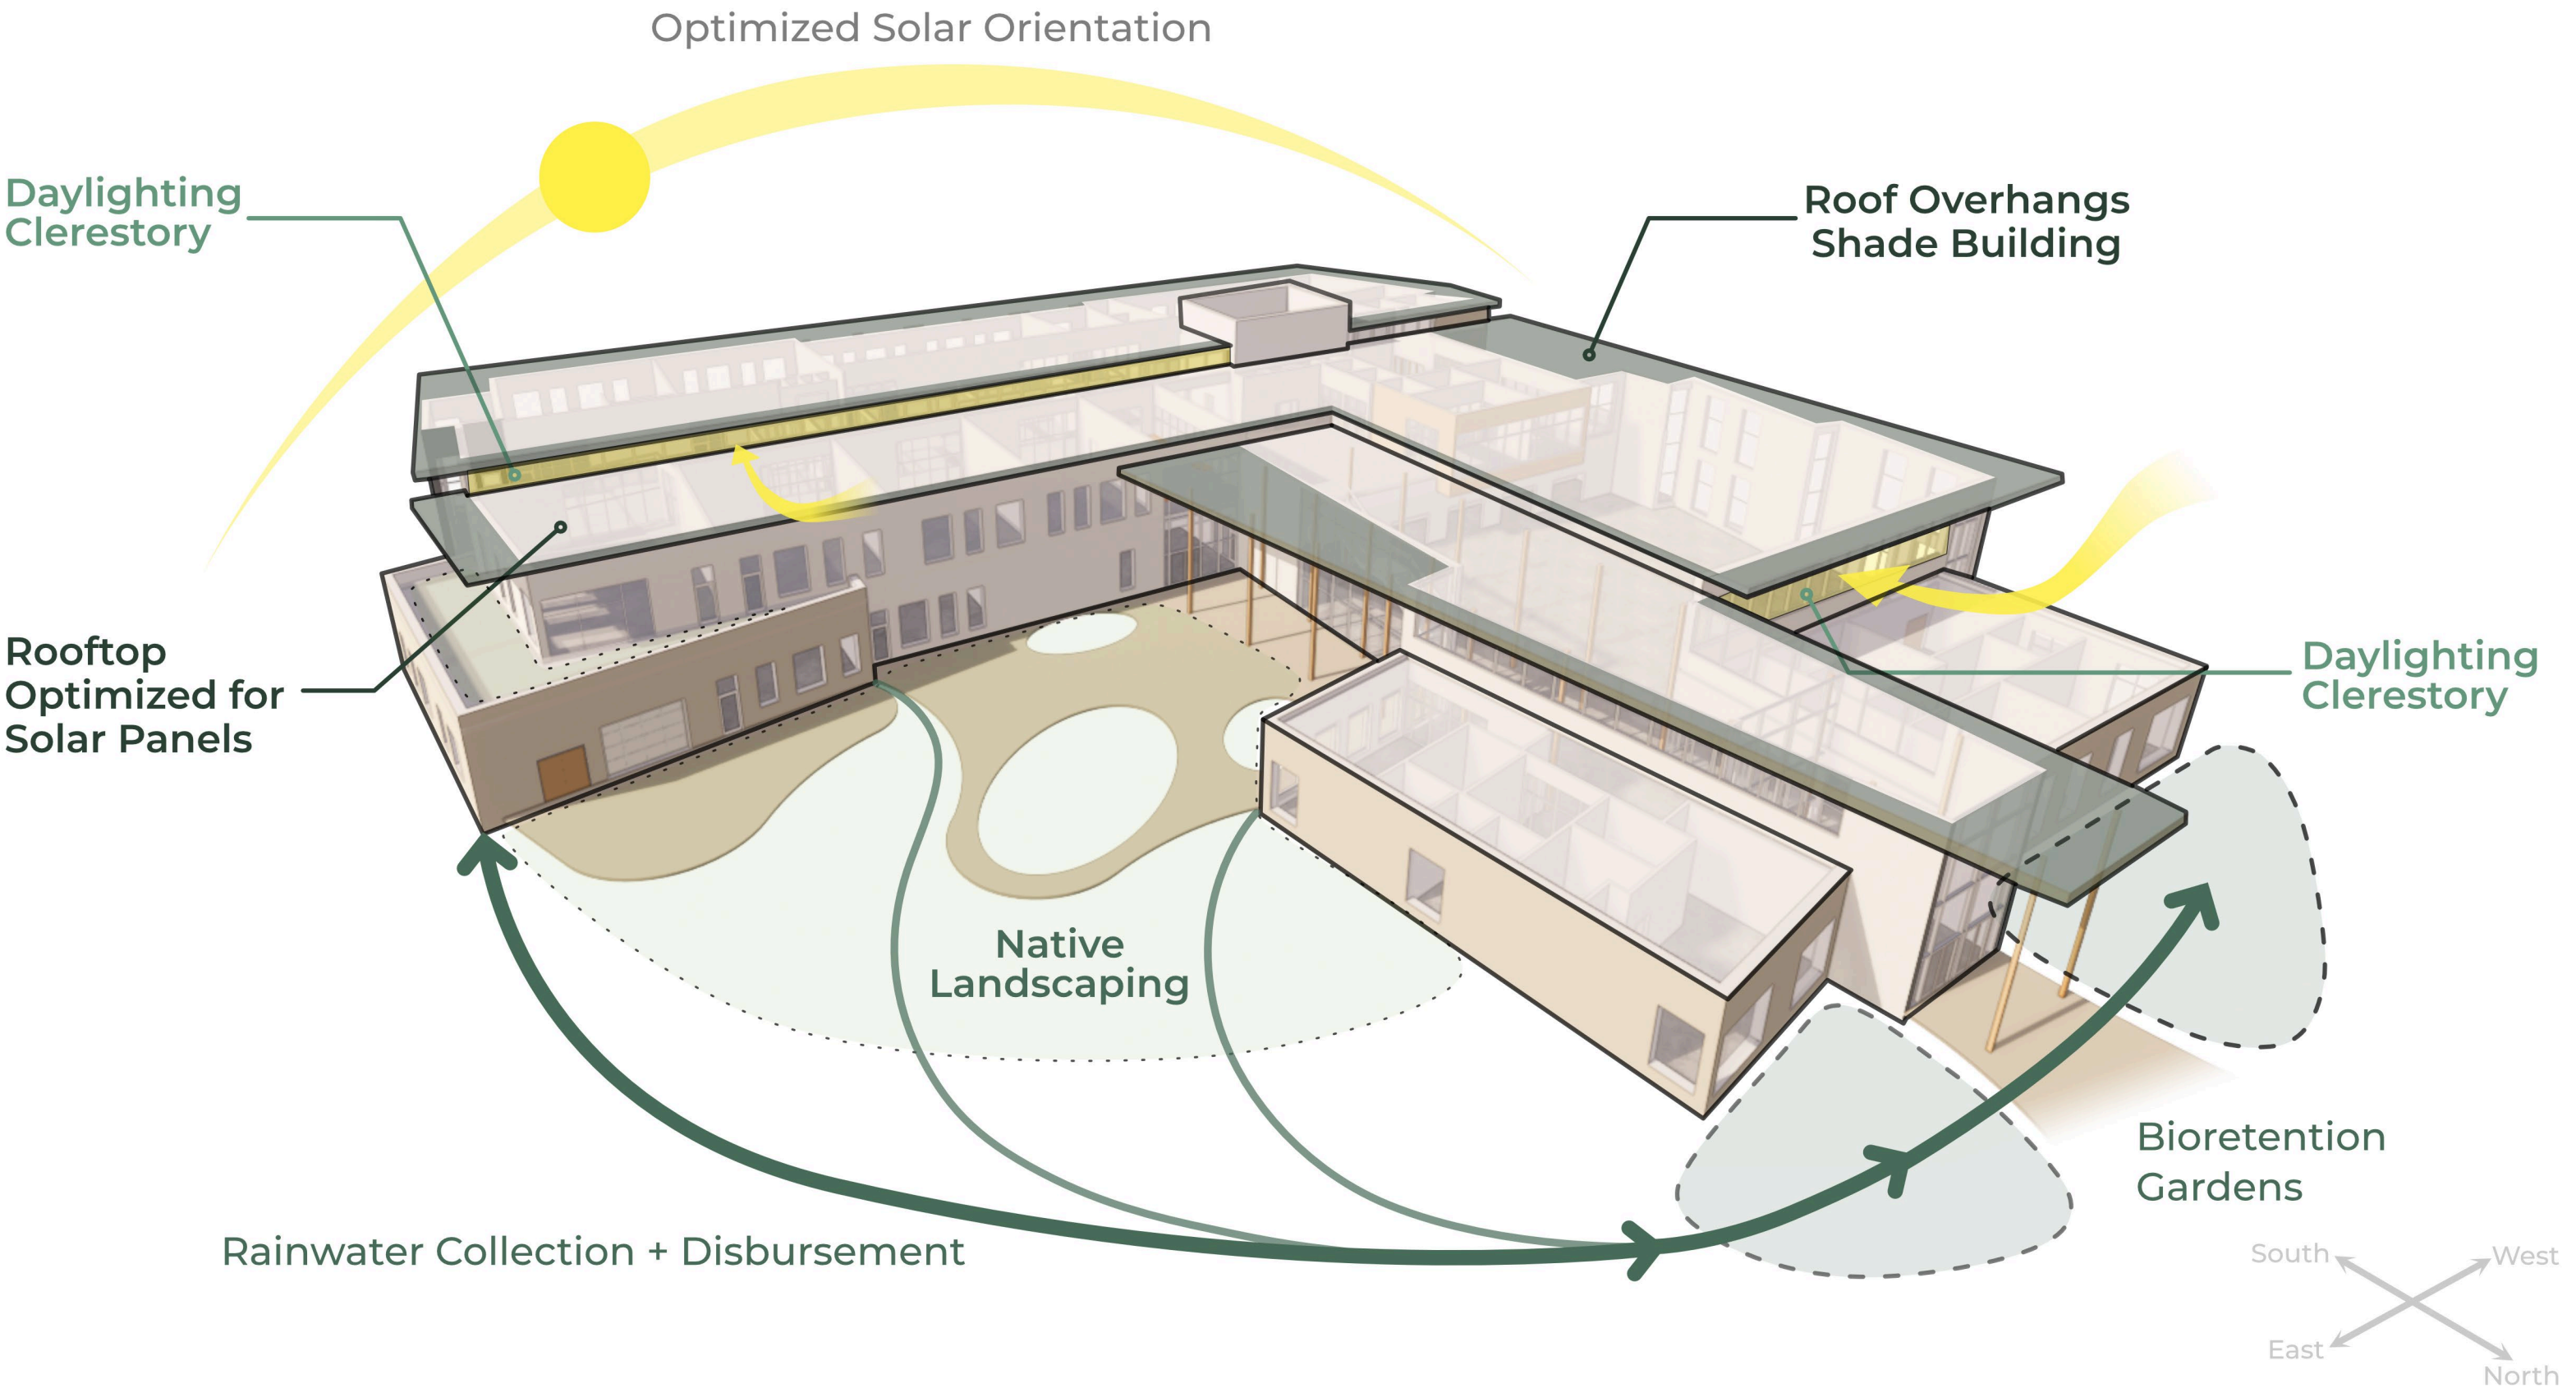 Optimized Solar Orientation
Daylighting
Clerestory
Roof Overhangs
Shade Building
Rooftop
Optimized for
Solar Panels
Daylighting
Clerestory
Native
Landscaping
Bioretention
Gardens
Rainwater Collection + Disbursement
South
West
East
North